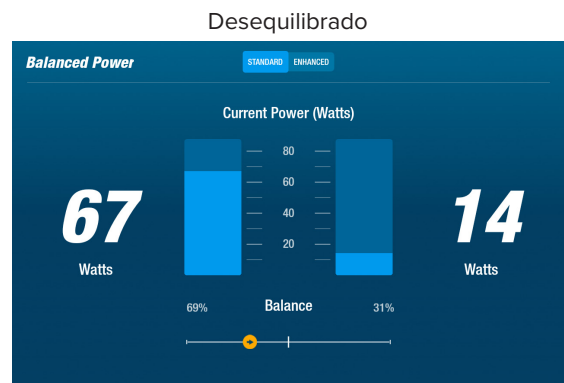 Desequilibrado
Balanced Power
STANDARD ENHANCED
Current Power (Watts)
80
60
40
20
67
Watts
14
Watts
69% Balance 31%